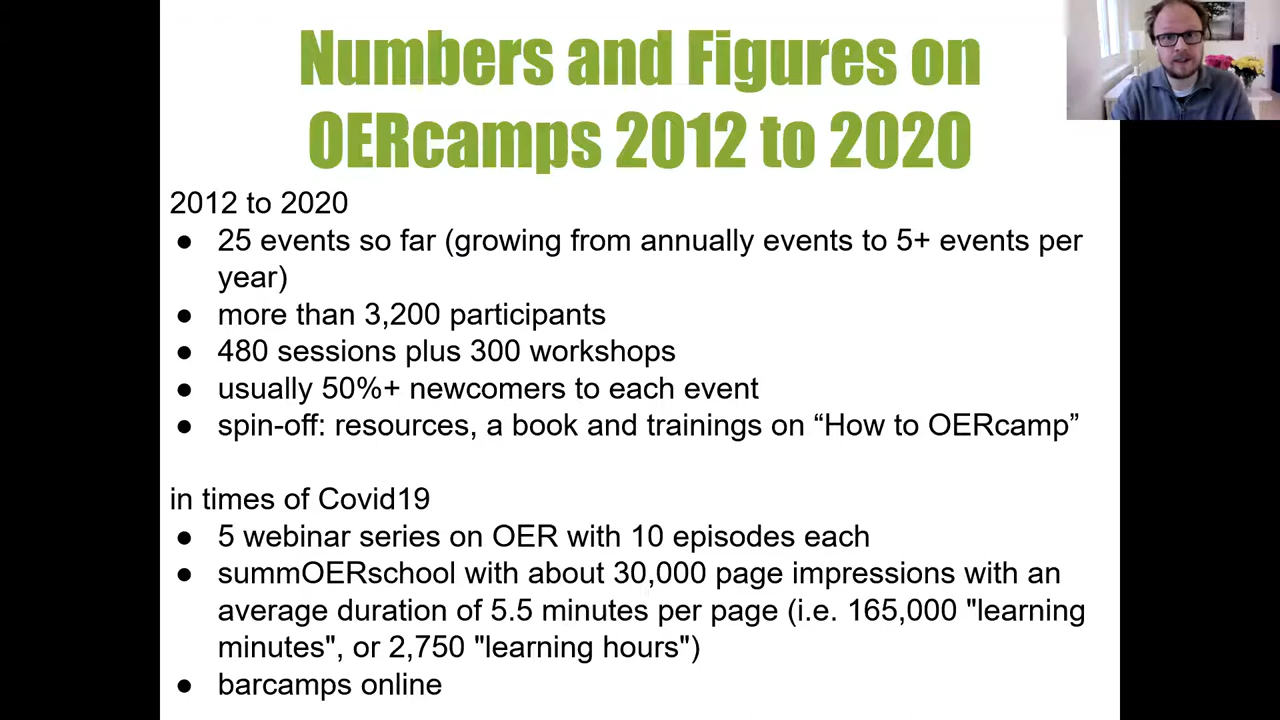 Numbers and Figures on
OERcamps 2012 to 2020
2012 to 2020
● 25 events so far (growing from annually events to 5+ events per
year)
● more than 3,200 participants
● 480 sessions plus 300 workshops
● usually 50%+ newcomers to each event
● spin-off: resources, a book and trainings on “How to OERcamp”
in times of Covid19
● 5 webinar series on OER with 10 episodes each
● summOERschool with about 30,000 page impressions with an
average duration of 5.5 minutes per page (i.e. 165,000 "learning
minutes", or 2,750 "learning hours")
● barcamps online